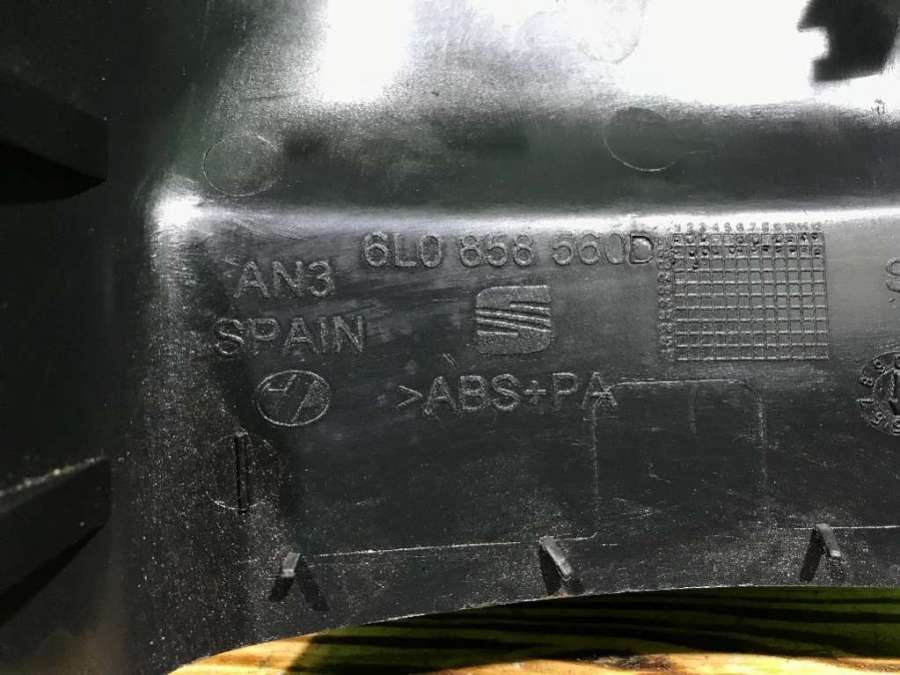 6L0 858 560D
AN3
SPAIN
>ABS+PA